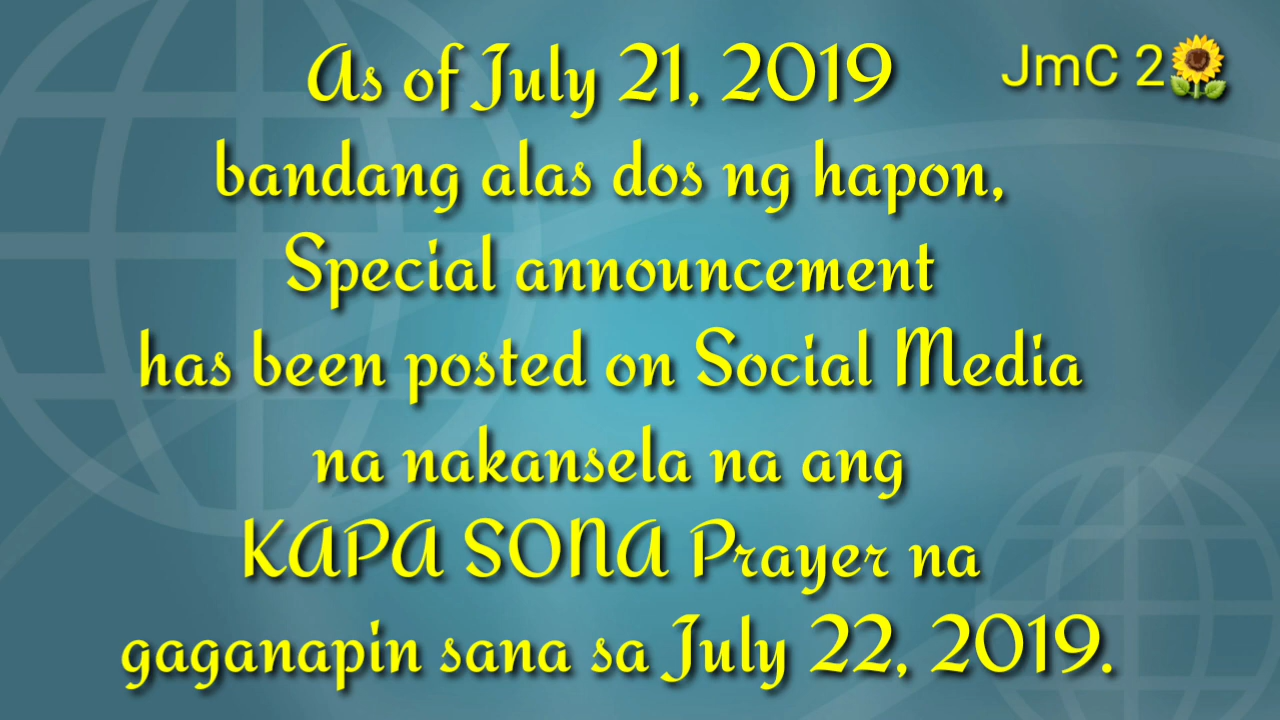 As of July 21, 2019
JmC 2🌻
bandang alas dos ng hapon,
Special announcement
has been posted on Social Media
na nakansela na ang
KAPA SONA Prayer na
gaganapin sana sa July 22, 2019.